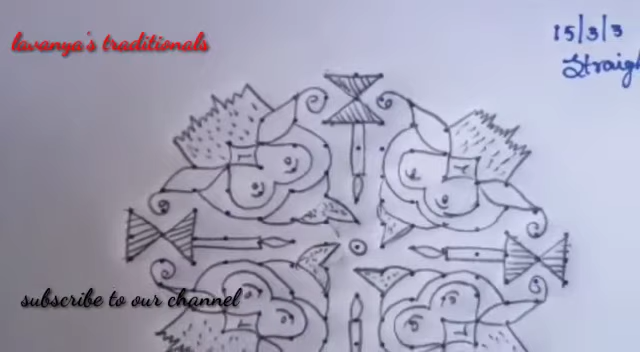 lavanya's traditionals
15/3/3
Straigh
subscribe to our channel